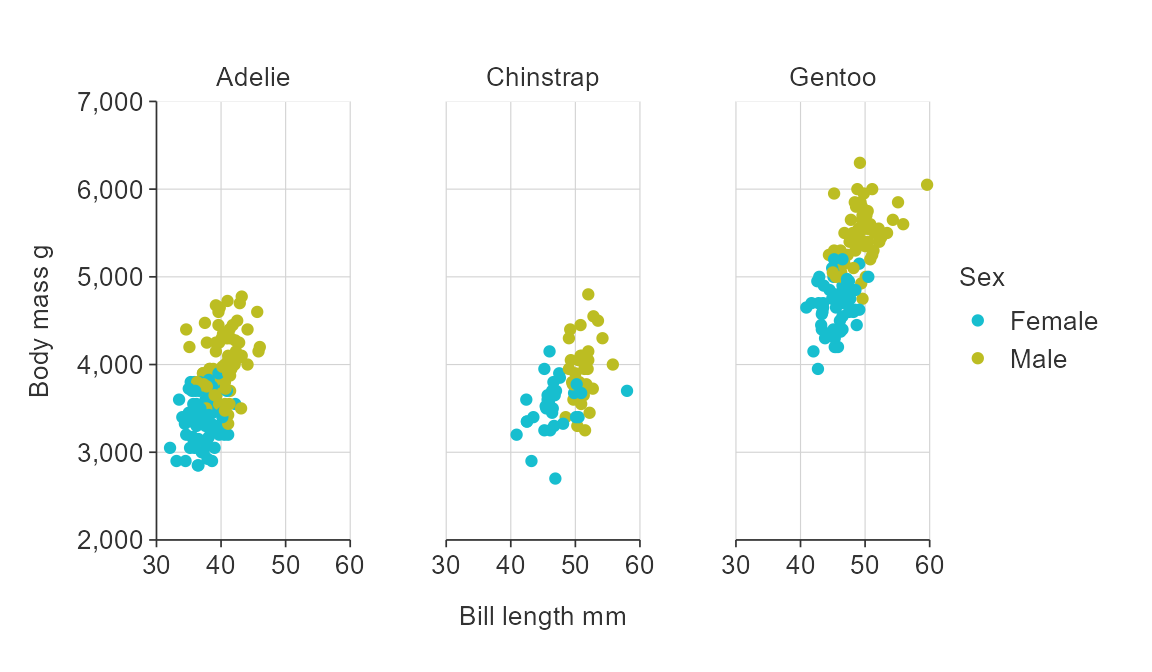 Adelie Chinstrap Gentoo
7,000
6,000
5,000
4,000
3,000
2,000
Body mass g
30 40 50 60 30 40 50 60 30 40 50 60
Bill length mm
Sex
Female
Male